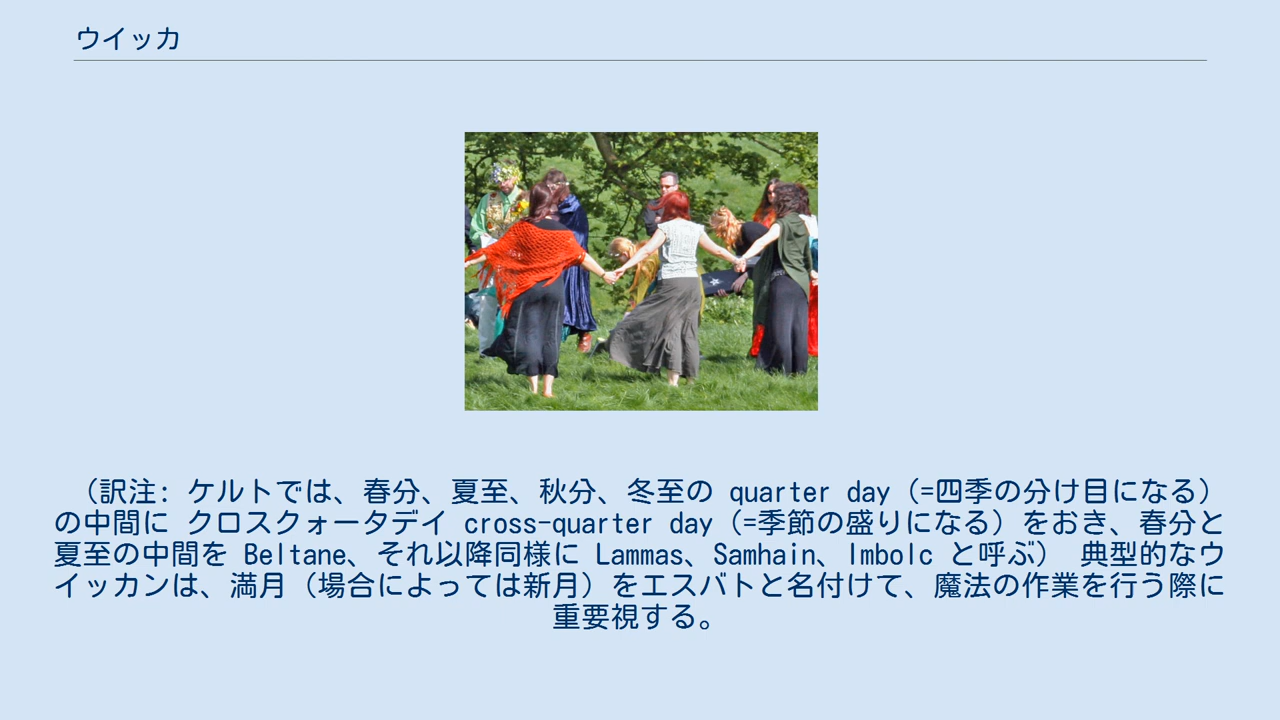 ウイッカ
（訳注: ケルトでは、春分、夏至、秋分、冬至の quarter day（=四季の分け目になる）
の中間に クロスクォータデイ cross-quarter day（=季節の盛りになる）をおき、春分と
夏至の中間を Beltane、それ以降同様に Lammas、Samhain、Imbolc と呼ぶ） 典型的なウ
イッカンは、満月（場合によっては新月）をエスバトと名付けて、魔法の作業を行う際に
重要視する。